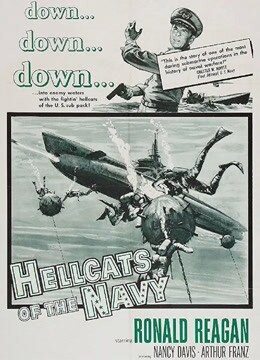 down...
down...
down...
...into enemy waters
with the fightin' hellcats
of the U.S. sub pack!
"This is the story of one of the most
daring submarine operations in the
history of naval warfare!"
CHESTER W. NIMITZ
Fleet Admiral, U. S. Navy
HELLCATS
OF THE NAVY
starring
RONALD REAGAN
NANCY DAVIS · ARTHUR FRANZ